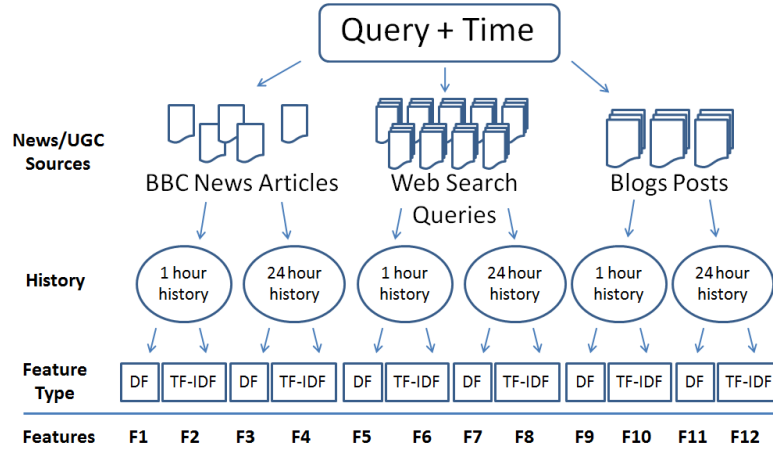 Query + Time
News/UGC
Sources
BBC News Articles
Web Search
Queries
Blogs Posts
History
1 hour
history
24 hour
history
1 hour
history
24 hour
history
1 hour
history
24 hour
history
Feature
Type
DF TF-IDF DF TF-IDF DF TF-IDF DF TF-IDF DF TF-IDF DF TF-IDF
Features F1 F2 F3 F4 F5 F6 F7 F8 F9 F10 F11 F12